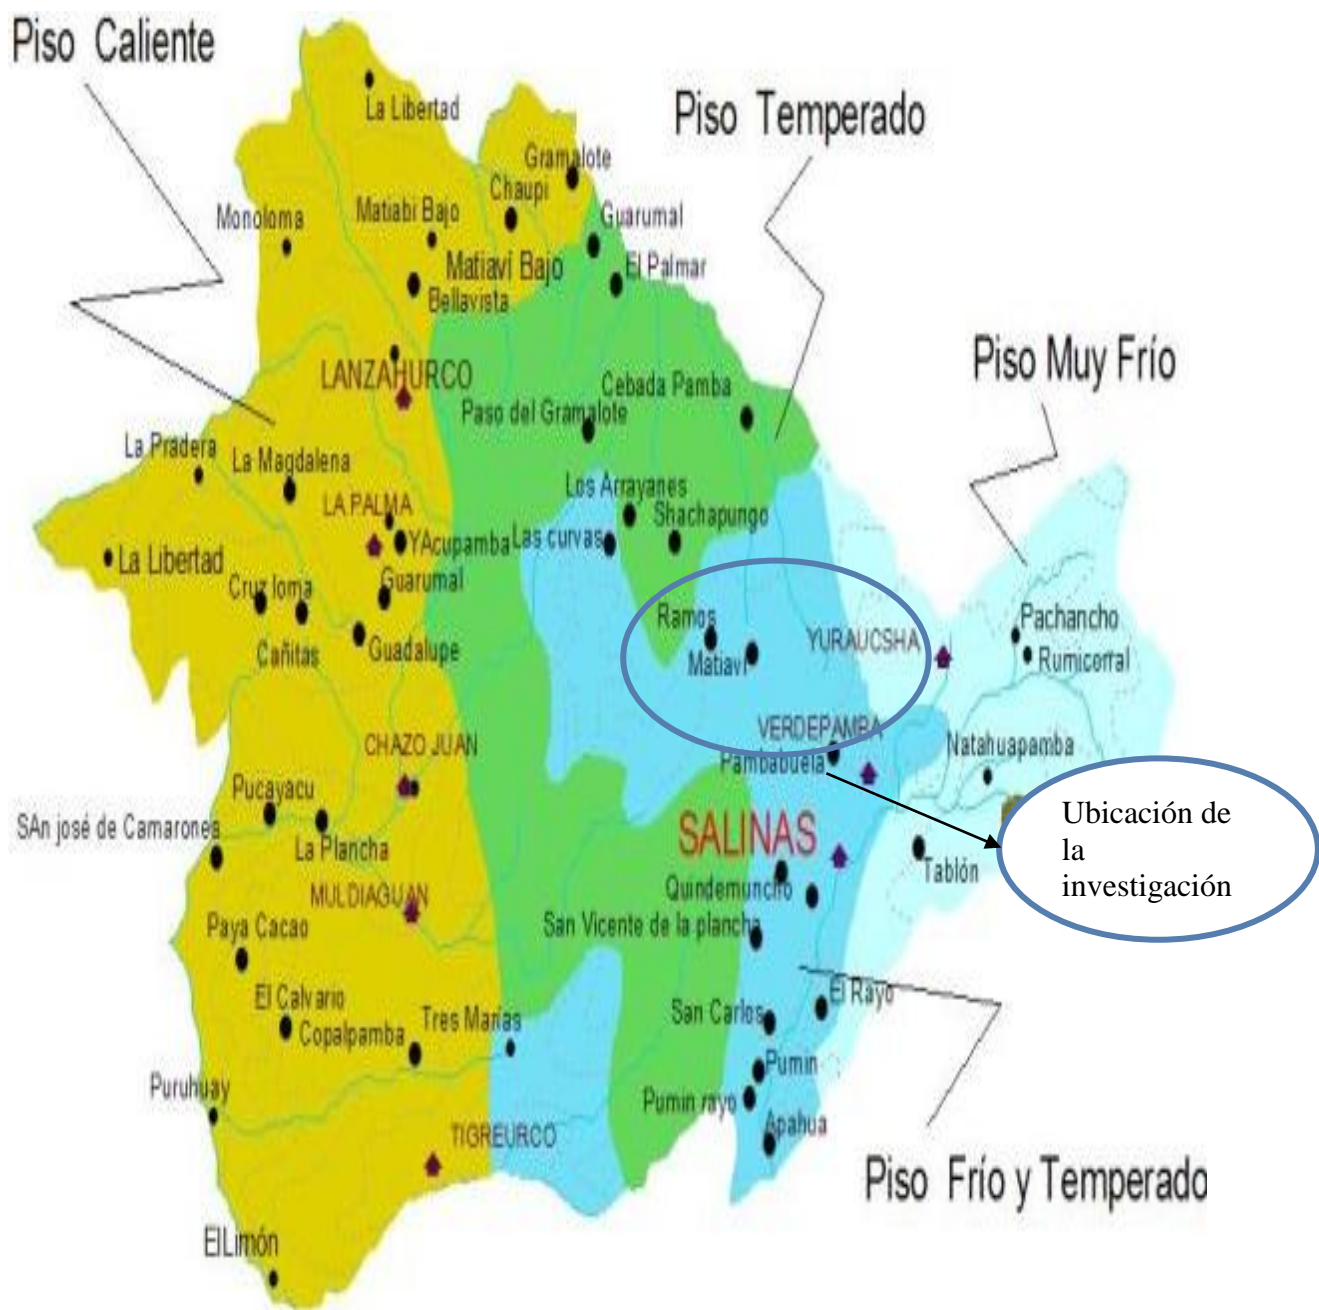 Piso Caliente
La Libertad
Piso Temperado
Gramalote
Chaupi
Monoloma
Matiabi Bajo
Guarumal
Matiaví Bajo
El Palmar
Bellavista
Piso Muy Frío
LANZAHURCO
Cebada Pamba
Paso del Gramalote
La Pradera
La Magdalena
Los Arrayanes
LA PALMA
Shachapungo
YAcupamba
Las curvas
La Libertad
Cruz loma
Guarumal
Ramos
Pachancho
Cañitas
Guadalupe
Matiaví
YURAUCSHA
Rumicorral
CHAZO JUAN
VERDEPAMBA
Natahuapamba
Pambabuela
Pucayacu
SAn josé de Camarones
La Plancha
SALINAS
Ubicación de
la
investigación
Tablón
MULDIAGUAN
Quindemuncho
Paya Cacao
San Vicente de la plancha
El Calvario
Copalpamba
Tres Marías
San Carlos
El Rayo
Pumin
Puruhuay
Pumin rayo
Apahua
TIGREURCO
Piso Frío y Temperado
ElLimón